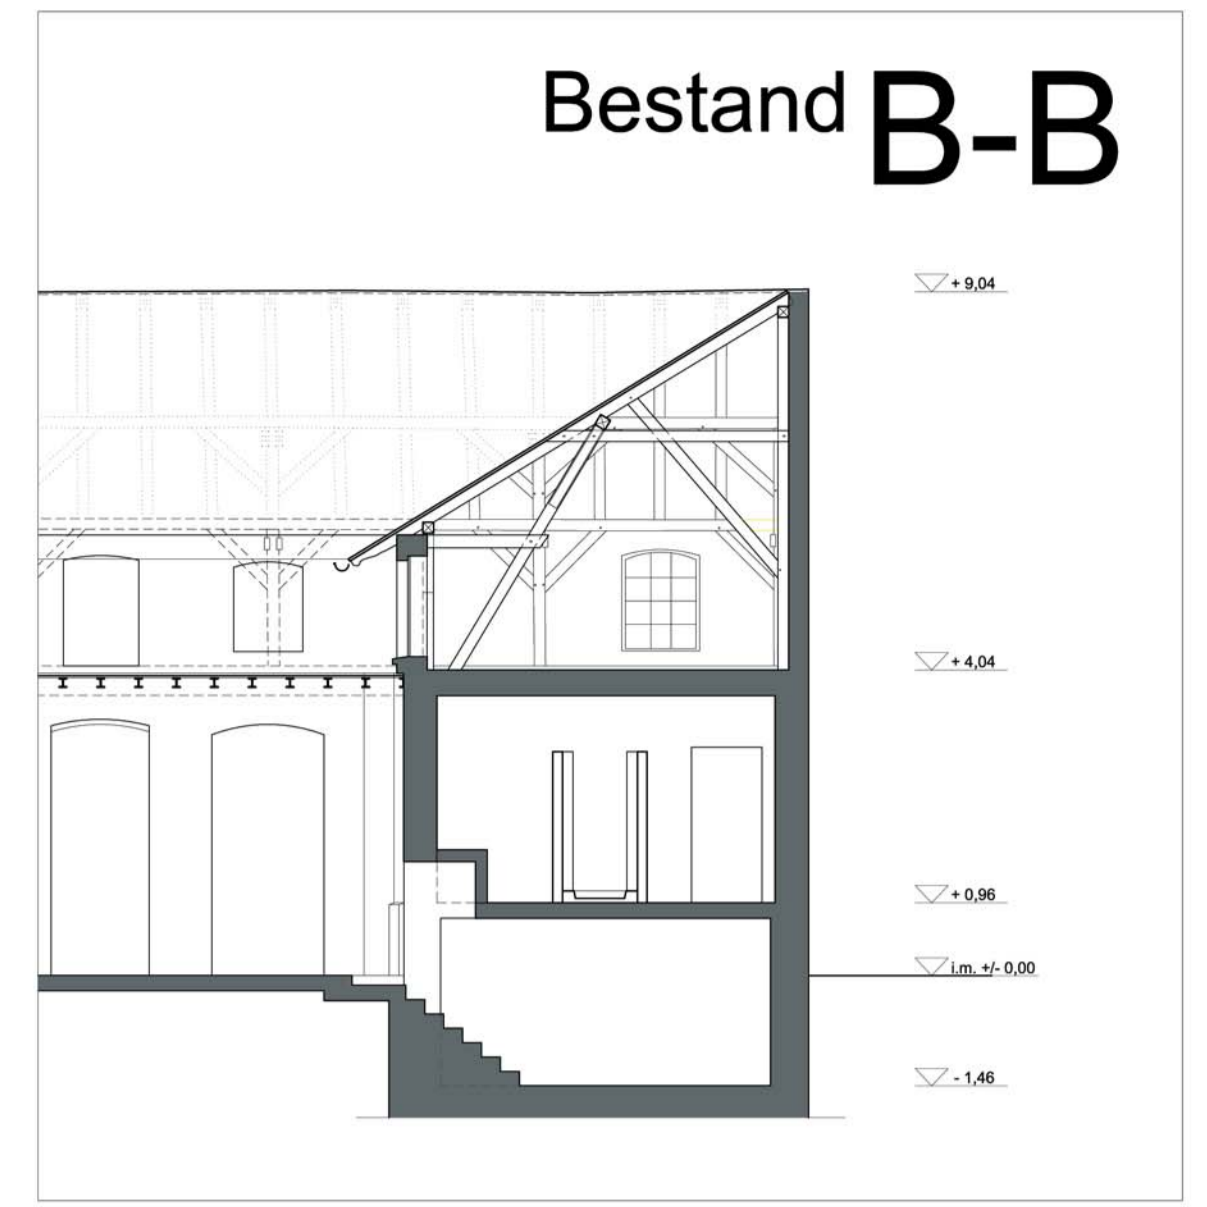 Bestand B-B
+ 9,04
+ 4,04
+ 0,96
i.m. +/- 0,00
- 1,46